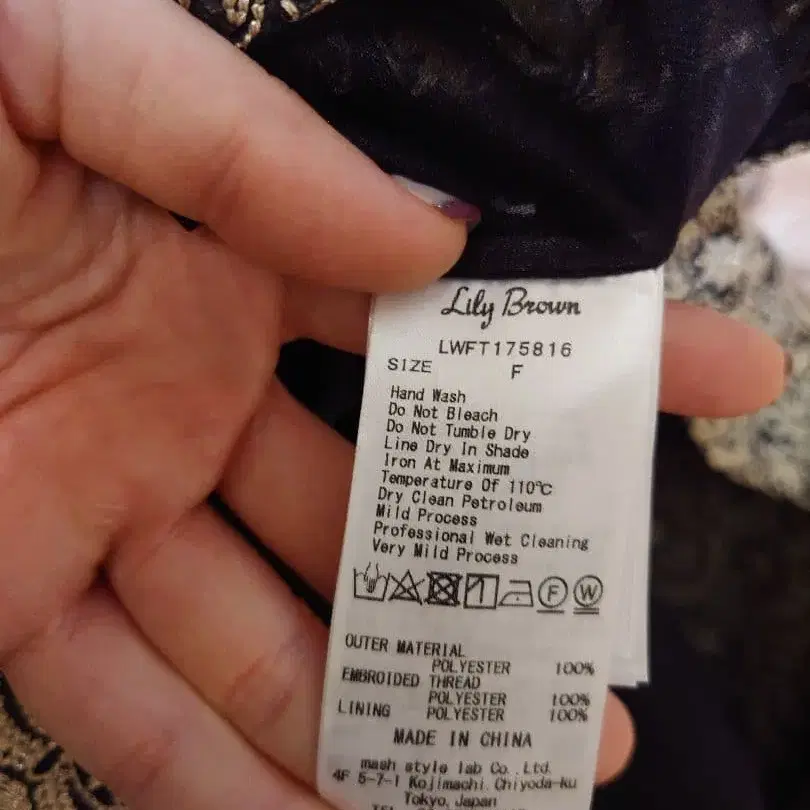 Lily Brown
LWFT175816
SIZE F
Hand Wash
Do Not Bleach
Do Not Tumble Dry
Line Dry In Shade
Iron At Maximum
Temperature Of 110℃
Dry Clean Petroleum
Mild Process
Professional Wet Cleaning
Very Mild Process
F W
OUTER MATERIAL
POLYESTER 100%
EMBROIDED THREAD
POLYESTER 100%
LINING POLYESTER 100%
MADE IN CHINA
mash style lab Co.,Ltd.
4F 5-7-1 Kojimachi Chiyoda-ku
Tokyo, Japan